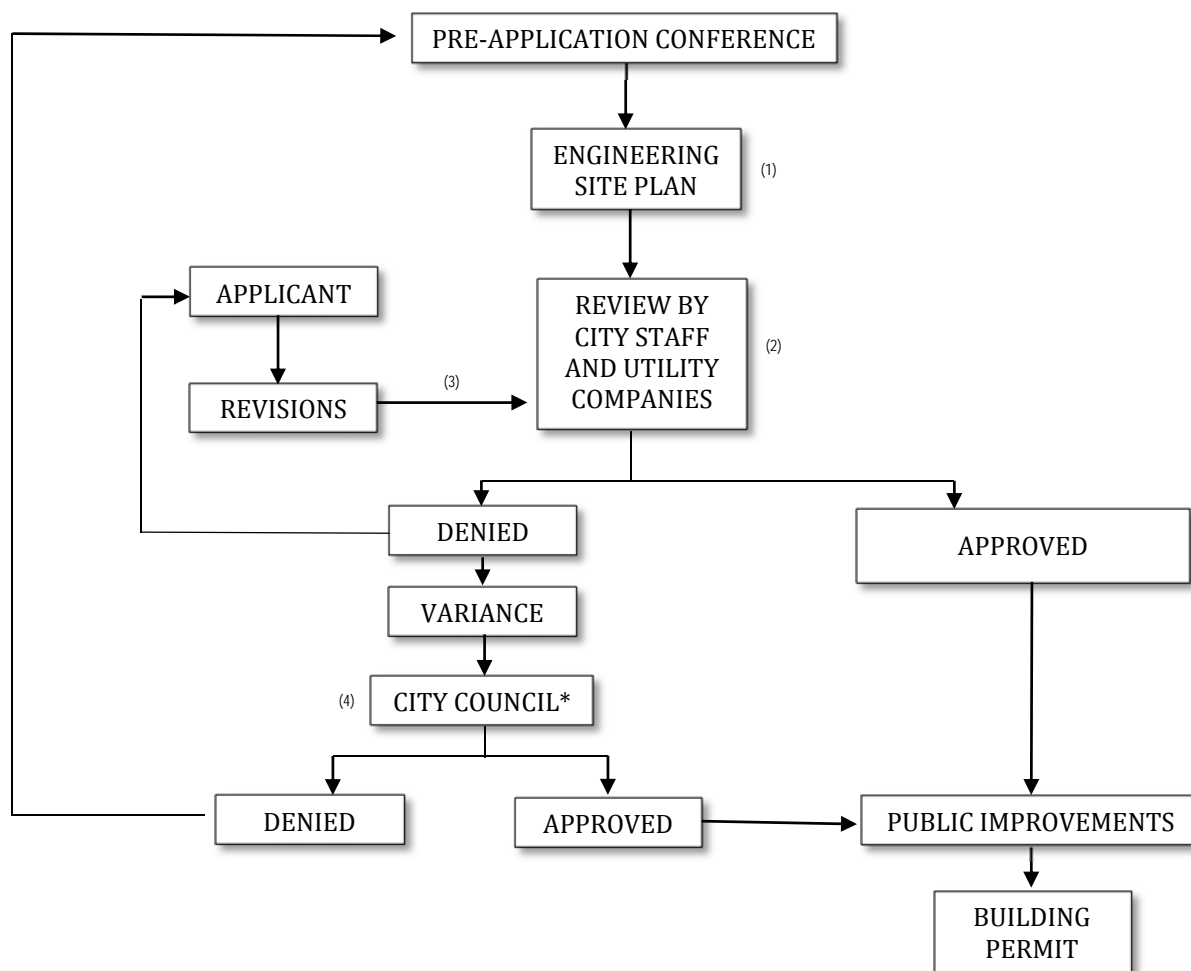 PRE-APPLICATION CONFERENCE
ENGINEERING
SITE PLAN
(1)
APPLICANT
REVIEW BY
CITY STAFF
AND UTILITY
COMPANIES
(2)
REVISIONS
(3)
DENIED
APPROVED
VARIANCE
(4)
CITY COUNCIL*
DENIED
APPROVED
PUBLIC IMPROVEMENTS
BUILDING
PERMIT